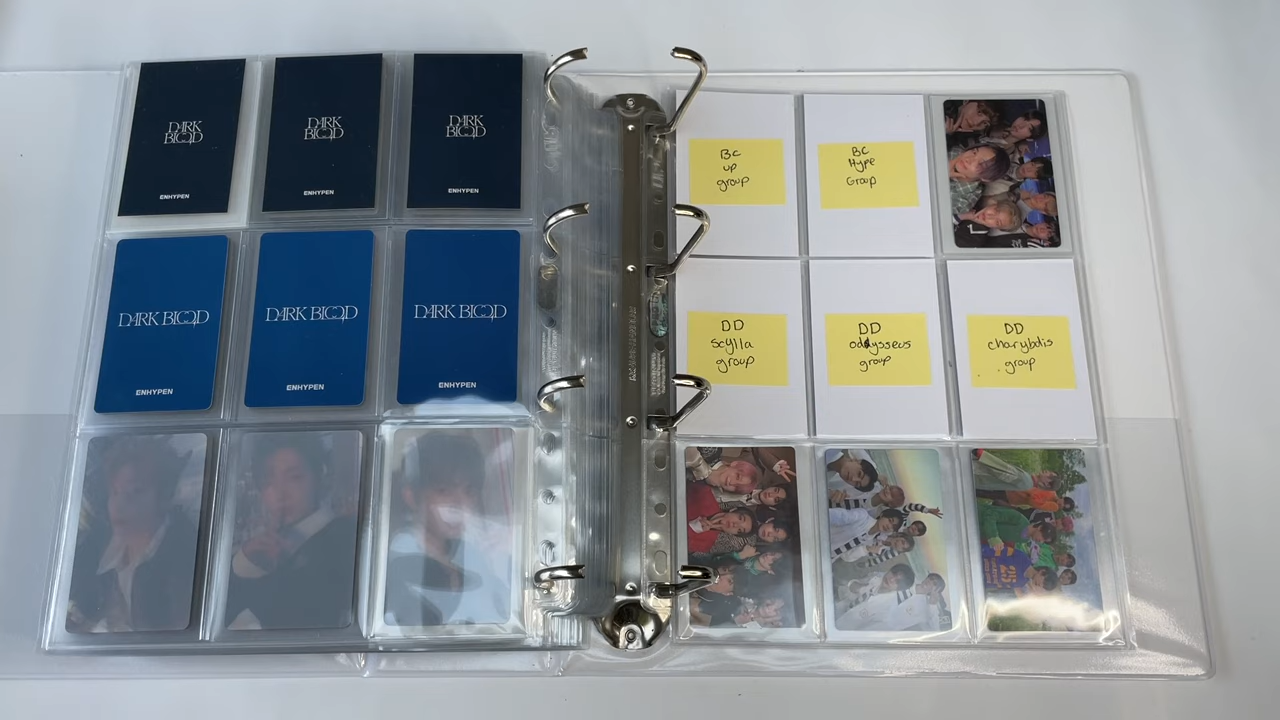 DARK
BLOOD
ENHYPEN
DARK
BLOOD
ENHYPEN
DARK
BLOOD
ENHYPEN
DARK BLOOD
ENHYPEN
DARK BLOOD
ENHYPEN
DARK BLOOD
ENHYPEN
BC
up
group
BC
Hype
Group
DD
Scylla
group
DD
oddysseus
group
DD
charybdis
group